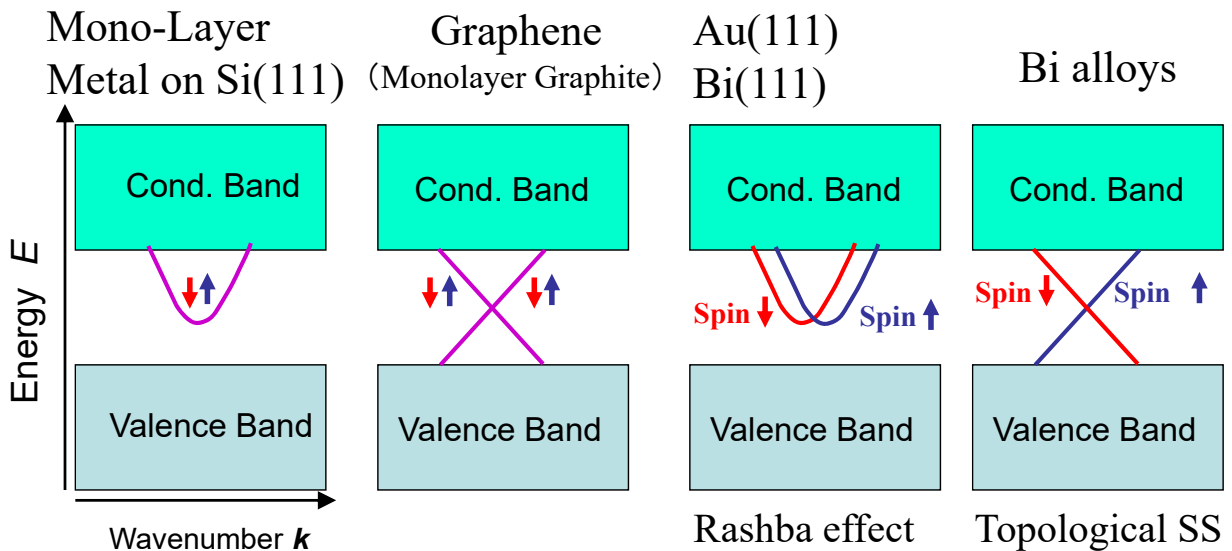 Mono-Layer
Metal on Si(111)
Graphene
（Monolayer Graphite）
Au(111)
Bi(111)
Bi alloys
Energy E
Cond. Band
Valence Band
Wavenumber k
Cond. Band
Valence Band
Cond. Band
Spin
Spin
Valence Band
Rashba effect
Cond. Band
Spin
Spin
Valence Band
Topological SS